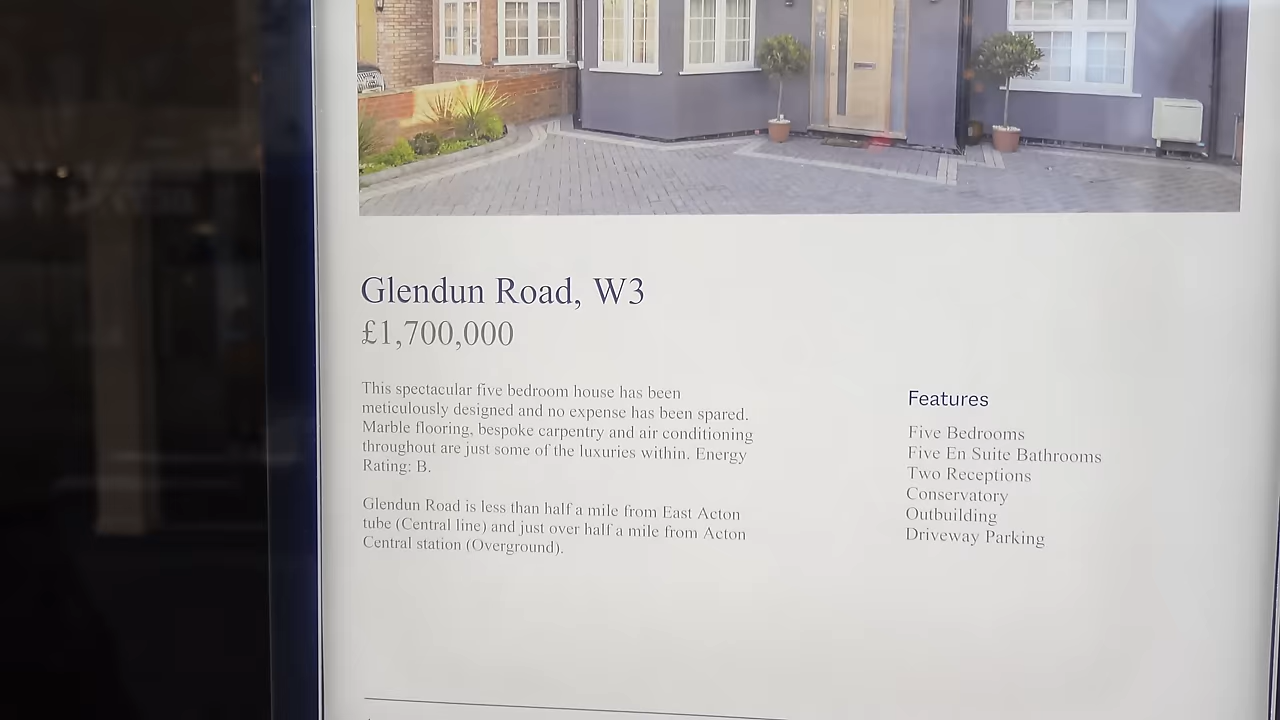 Glendun Road, W3
£1,700,000
This spectacular five bedroom house has been
meticulously designed and no expense has been spared.
Marble flooring, bespoke carpentry and air conditioning
throughout are just some of the luxuries within. Energy
Rating: B.
Glendun Road is less than half a mile from East Acton
tube (Central line) and just over half a mile from Acton
Central station (Overground).
Features
Five Bedrooms
Five En Suite Bathrooms
Two Receptions
Conservatory
Outbuilding
Driveway Parking